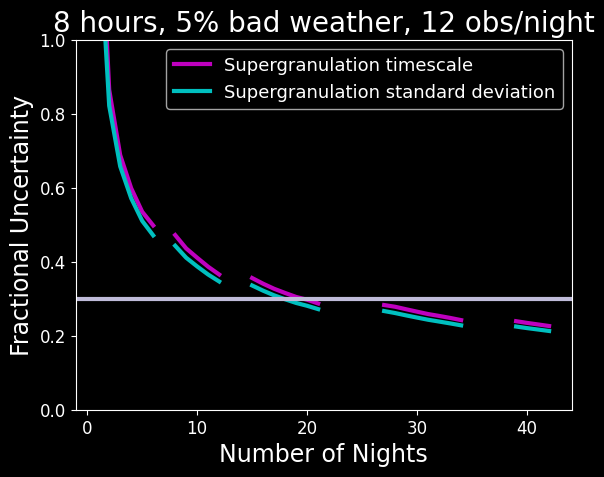 8 hours, 5% bad weather, 12 obs/night
Supergranulation timescale
Supergranulation standard deviation
Fractional Uncertainty
1.0
0.8
0.6
0.4
0.2
0.0
0 10 20 30 40
Number of Nights